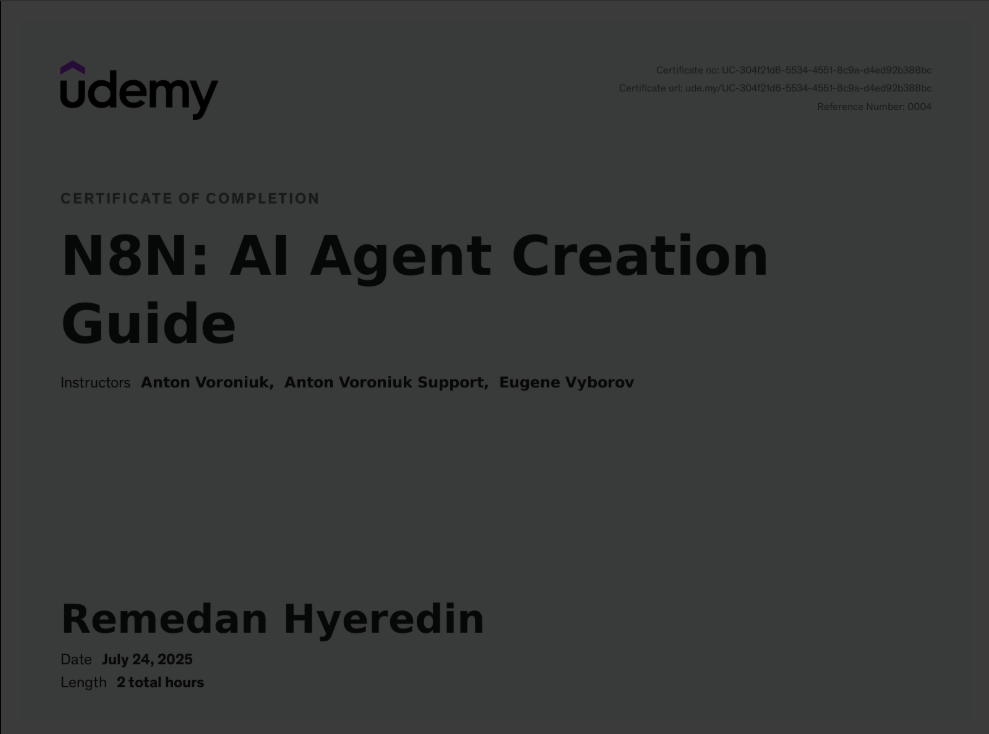 udemy
Certificate no: UC-304f21d6-5534-4551-8c9a-d4ed92b388bc
Certificate url: ude.my/UC-304f21d6-5534-4551-8c9a-d4ed92b388bc
Reference Number: 0004
CERTIFICATE OF COMPLETION
N8N: AI Agent Creation
Guide
Instructors Anton Voroniuk, Anton Voroniuk Support, Eugene Vyborov
Remedan Hyeredin
Date July 24, 2025
Length 2 total hours